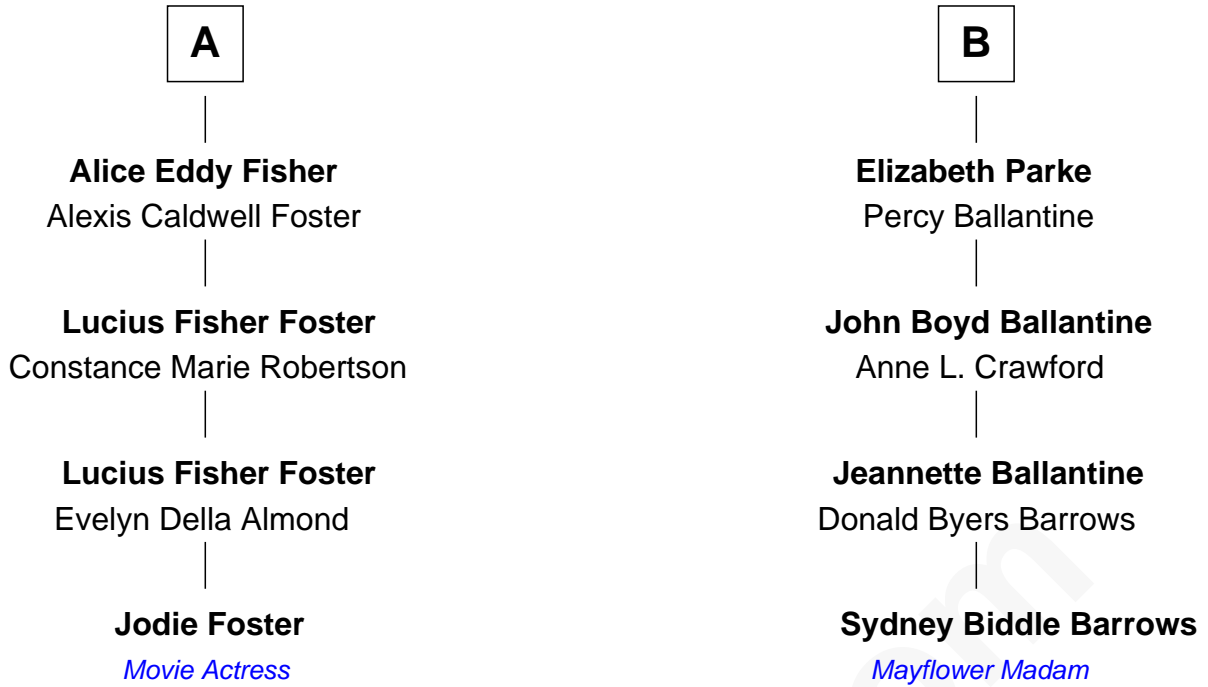 A
Alice Eddy Fisher
Alexis Caldwell Foster
Lucius Fisher Foster
Constance Marie Robertson
Lucius Fisher Foster
Evelyn Della Almond
Jodie Foster
Movie Actress
B
Elizabeth Parke
Percy Ballantine
John Boyd Ballantine
Anne L. Crawford
Jeannette Ballantine
Donald Byers Barrows
Sydney Biddle Barrows
Mayflower Madam